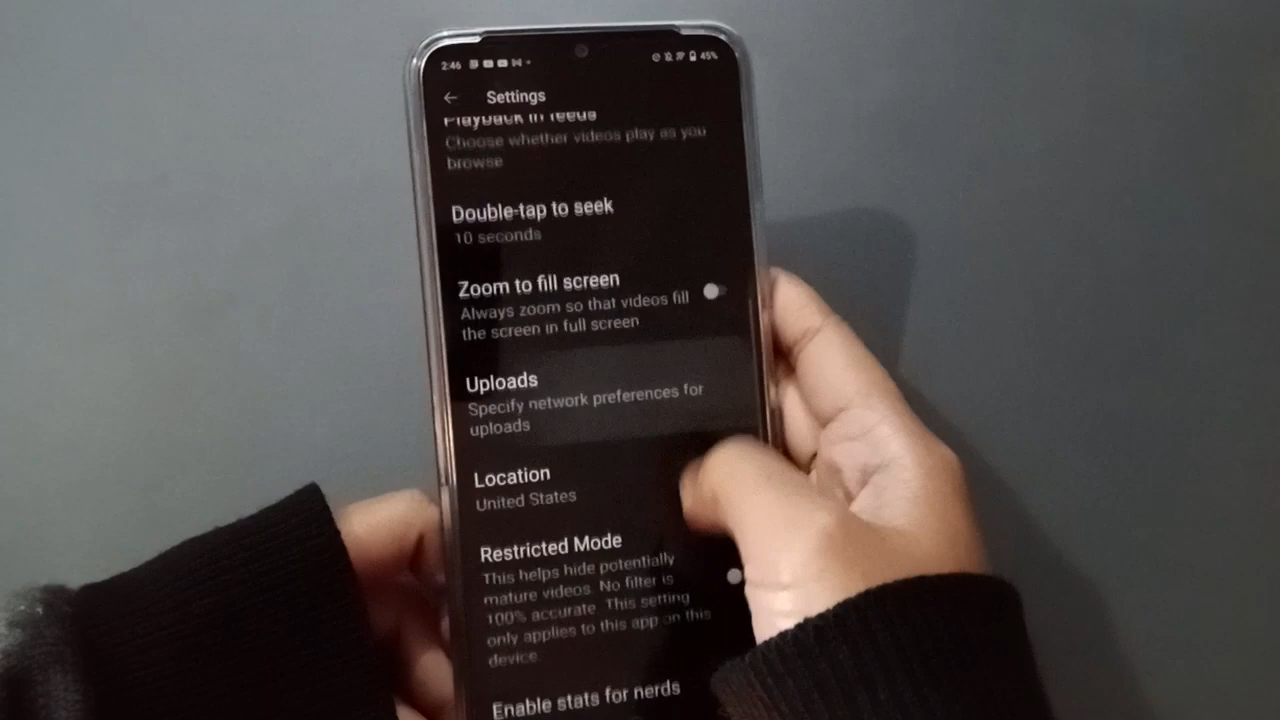 2:46 45%
Settings
Playback in feeds
Choose whether videos play as you
browse
Double-tap to seek
10 seconds
Zoom to fill screen
Always zoom so that videos fill
the screen in full screen
Uploads
Specify network preferences for
uploads
Location
United States
Restricted Mode
This helps hide potentially
mature videos. No filter is
100% accurate. This setting
only applies to this app on this
device.
Enable stats for nerds